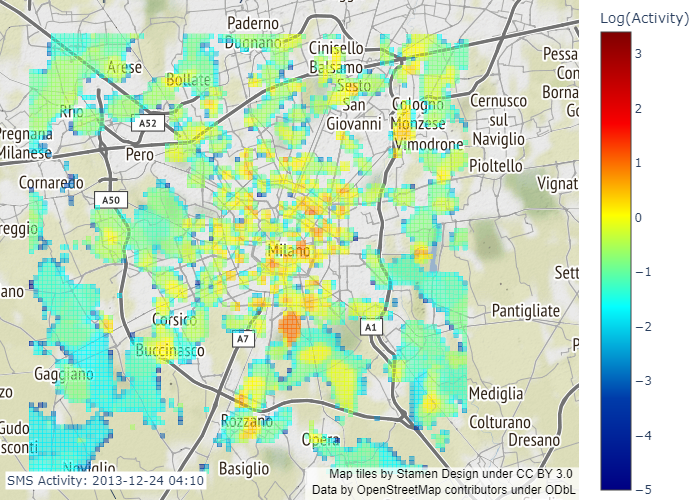 Log(Activity)
Paderno
Dugnano
Cinisello
Balsamo
Arese
Bollate
Sesto
San
Giovanni
Cologno
Monzese
Vimodrone
Cernusco
sul
Naviglio
Pessa
Con
Borna
Go
Rho
A52
Pregnana
Milanese
Pero
Pioltello
Cornaredo
A50
Vignat
reggio
Milano
Sett
ano
Pantigliate
Corsico
A7
A1
P
Buccinasco
Gaggiano
zo
Mediglia
Rozzano
Colturano
Dresano
Gudo
sconti
Opera
Noviglio
Basiglio
SMS Activity: 2013-12-24 04:10
Map tiles by Stamen Design under CC BY 3.0
Data by OpenStreetMap contributors under ODbL
3
2
1
0
−1
−2
−3
−4
−5